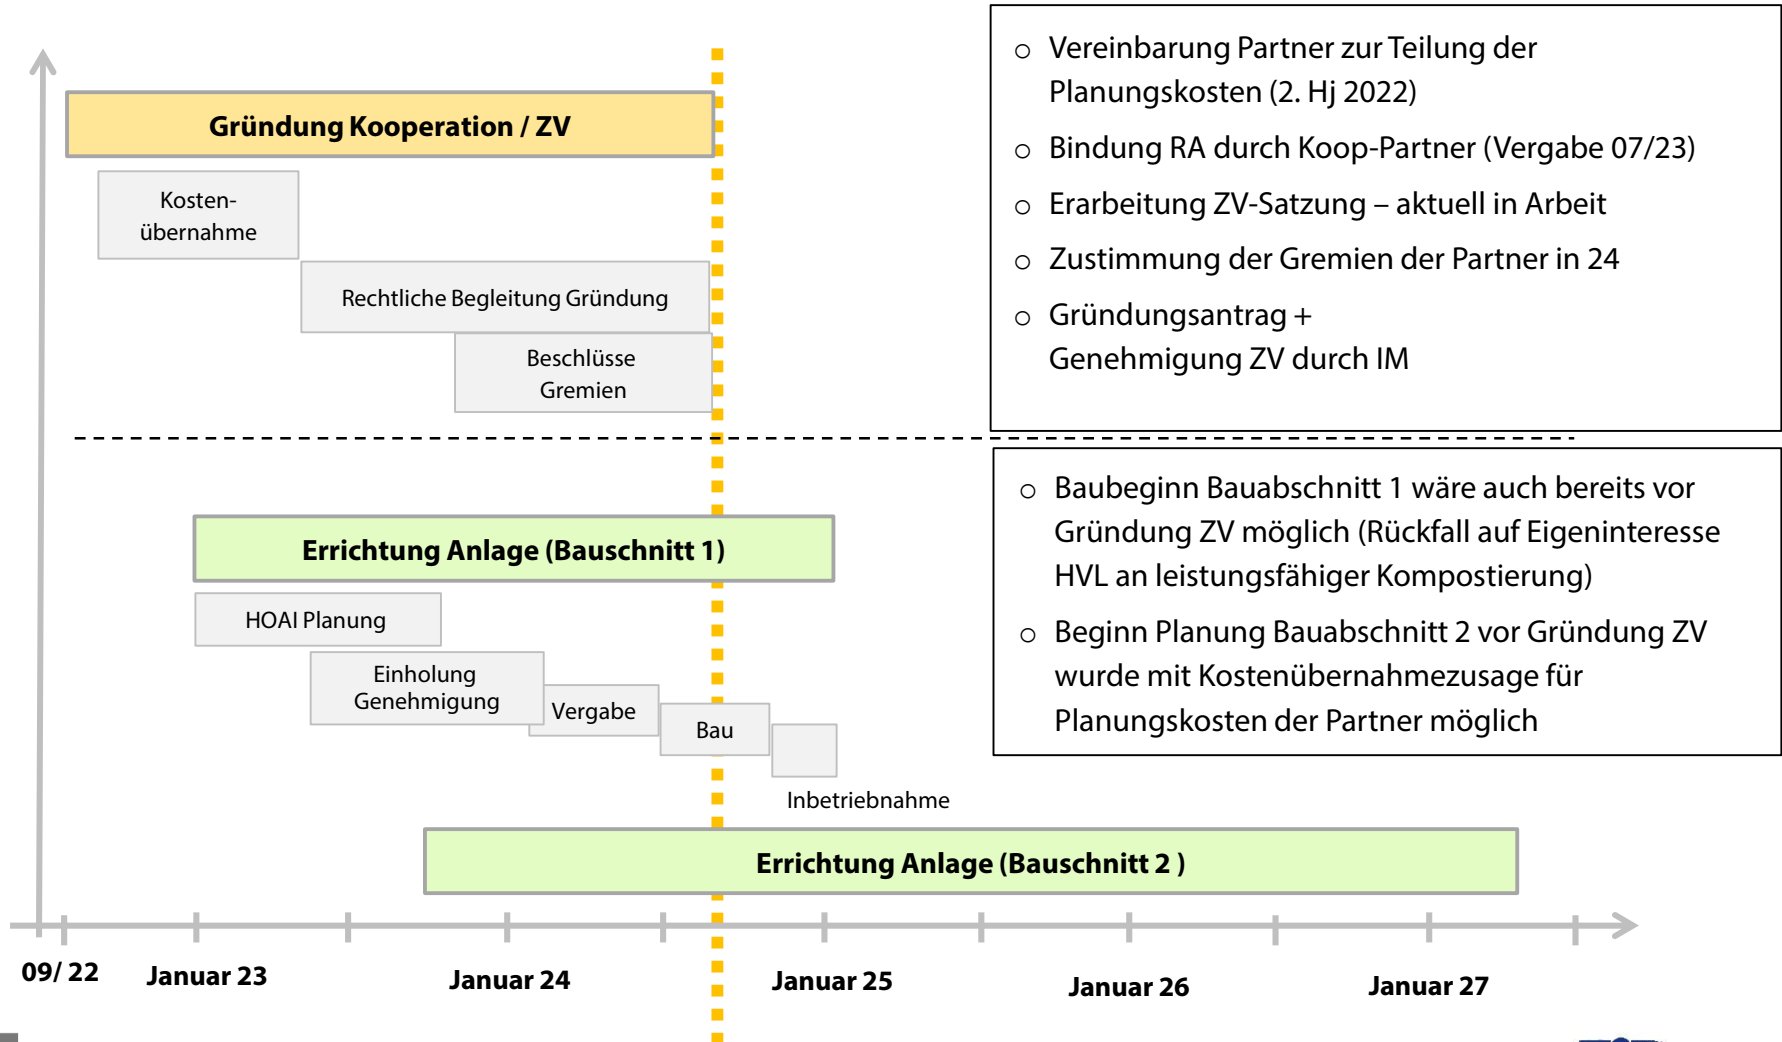 Gründung Kooperation / ZV
Kosten-
übernahme
Rechtliche Begleitung Gründung
Beschlüsse
Gremien
○ Vereinbarung Partner zur Teilung der
Planungskosten (2. Hj 2022)
○ Bindung RA durch Koop-Partner (Vergabe 07/23)
○ Erarbeitung ZV-Satzung – aktuell in Arbeit
○ Zustimmung der Gremien der Partner in 24
○ Gründungsantrag +
Genehmigung ZV durch IM
Errichtung Anlage (Bauschnitt 1)
HOAI Planung
Einholung
Genehmigung
Vergabe
Bau
Inbetriebnahme
Errichtung Anlage (Bauschnitt 2 )
○ Baubeginn Bauabschnitt 1 wäre auch bereits vor
Gründung ZV möglich (Rückfall auf Eigeninteresse
HVL an leistungsfähiger Kompostierung)
○ Beginn Planung Bauabschnitt 2 vor Gründung ZV
wurde mit Kostenübernahmezusage für
Planungskosten der Partner möglich
09/ 22
Januar 23
Januar 24
Januar 25
Januar 26
Januar 27